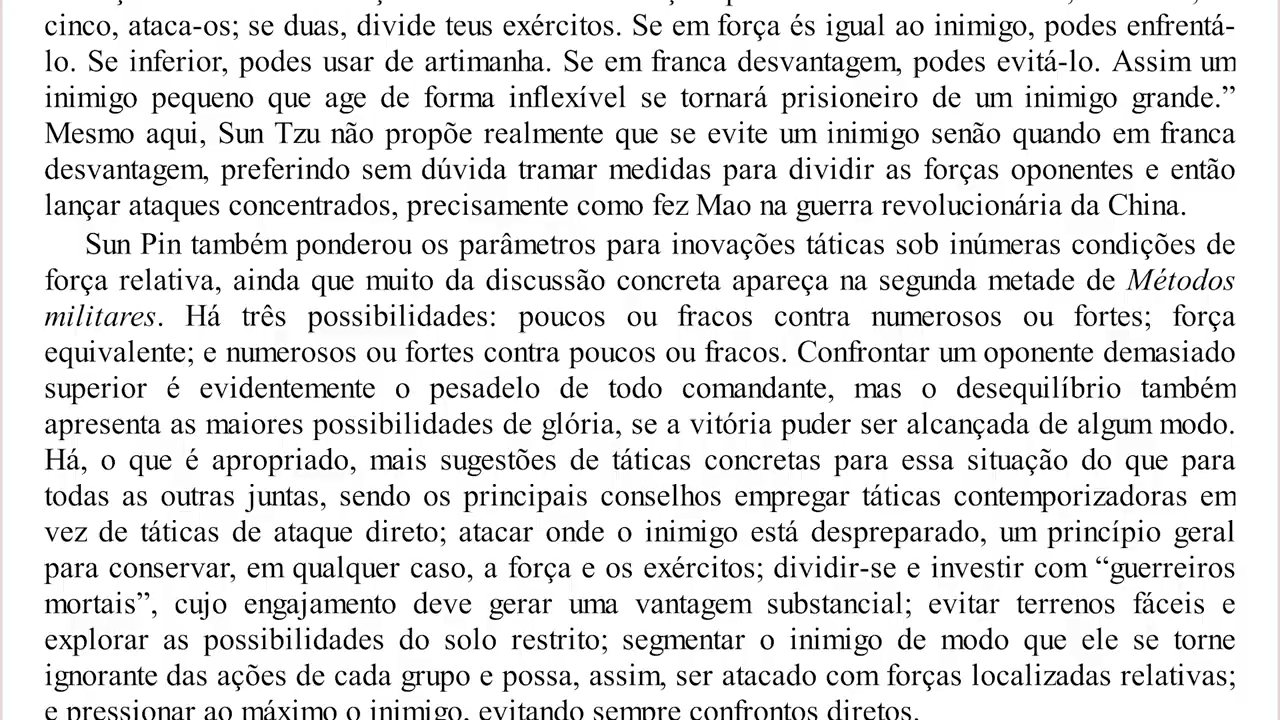 cinco, ataca-os; se duas, divide teus exércitos. Se em força és igual ao inimigo, podes enfrentá-
lo. Se inferior, podes usar de artimanha. Se em franca desvantagem, podes evitá-lo. Assim um
inimigo pequeno que age de forma inflexível se tornará prisioneiro de um inimigo grande.”
Mesmo aqui, Sun Tzu não propõe realmente que se evite um inimigo senão quando em franca
desvantagem, preferindo sem dúvida tramar medidas para dividir as forças oponentes e então
lançar ataques concentrados, precisamente como fez Mao na guerra revolucionária da China.
Sun Pin também ponderou os parâmetros para inovações táticas sob inúmeras condições de
força relativa, ainda que muito da discussão concreta apareça na segunda metade de Métodos
militares. Há três possibilidades: poucos ou fracos contra numerosos ou fortes; força
equivalente; e numerosos ou fortes contra poucos ou fracos. Confrontar um oponente demasiado
superior é evidentemente o pesadelo de todo comandante, mas o desequilíbrio também
apresenta as maiores possibilidades de glória, se a vitória puder ser alcançada de algum modo.
Há, o que é apropriado, mais sugestões de táticas concretas para essa situação do que para
todas as outras juntas, sendo os principais conselhos empregar táticas contemporizadoras em
vez de táticas de ataque direto; atacar onde o inimigo está despreparado, um princípio geral
para conservar, em qualquer caso, a força e os exércitos; dividir-se e investir com “guerreiros
mortais”, cujo engajamento deve gerar uma vantagem substancial; evitar terrenos fáceis e
explorar as possibilidades do solo restrito; segmentar o inimigo de modo que ele se torne
ignorante das ações de cada grupo e possa, assim, ser atacado com forças localizadas relativas;
e pressionar ao máximo o inimigo, evitando sempre confrontos diretos.